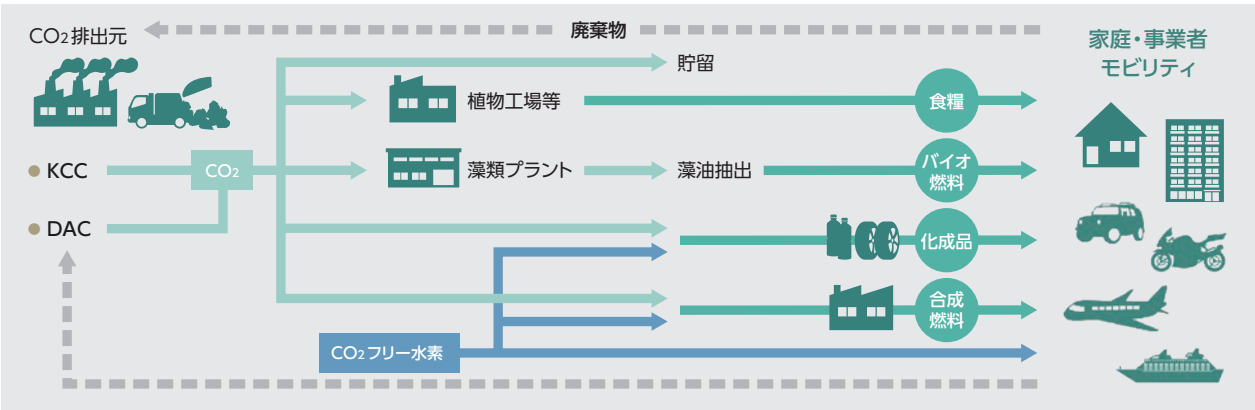 CO2排出元
廃棄物
家庭・事業者
モビリティ
貯留
植物工場等
食糧
KCC
CO2
藻類プラント
藻油抽出
バイオ
燃料
DAC
化成品
合成
燃料
CO2フリー水素